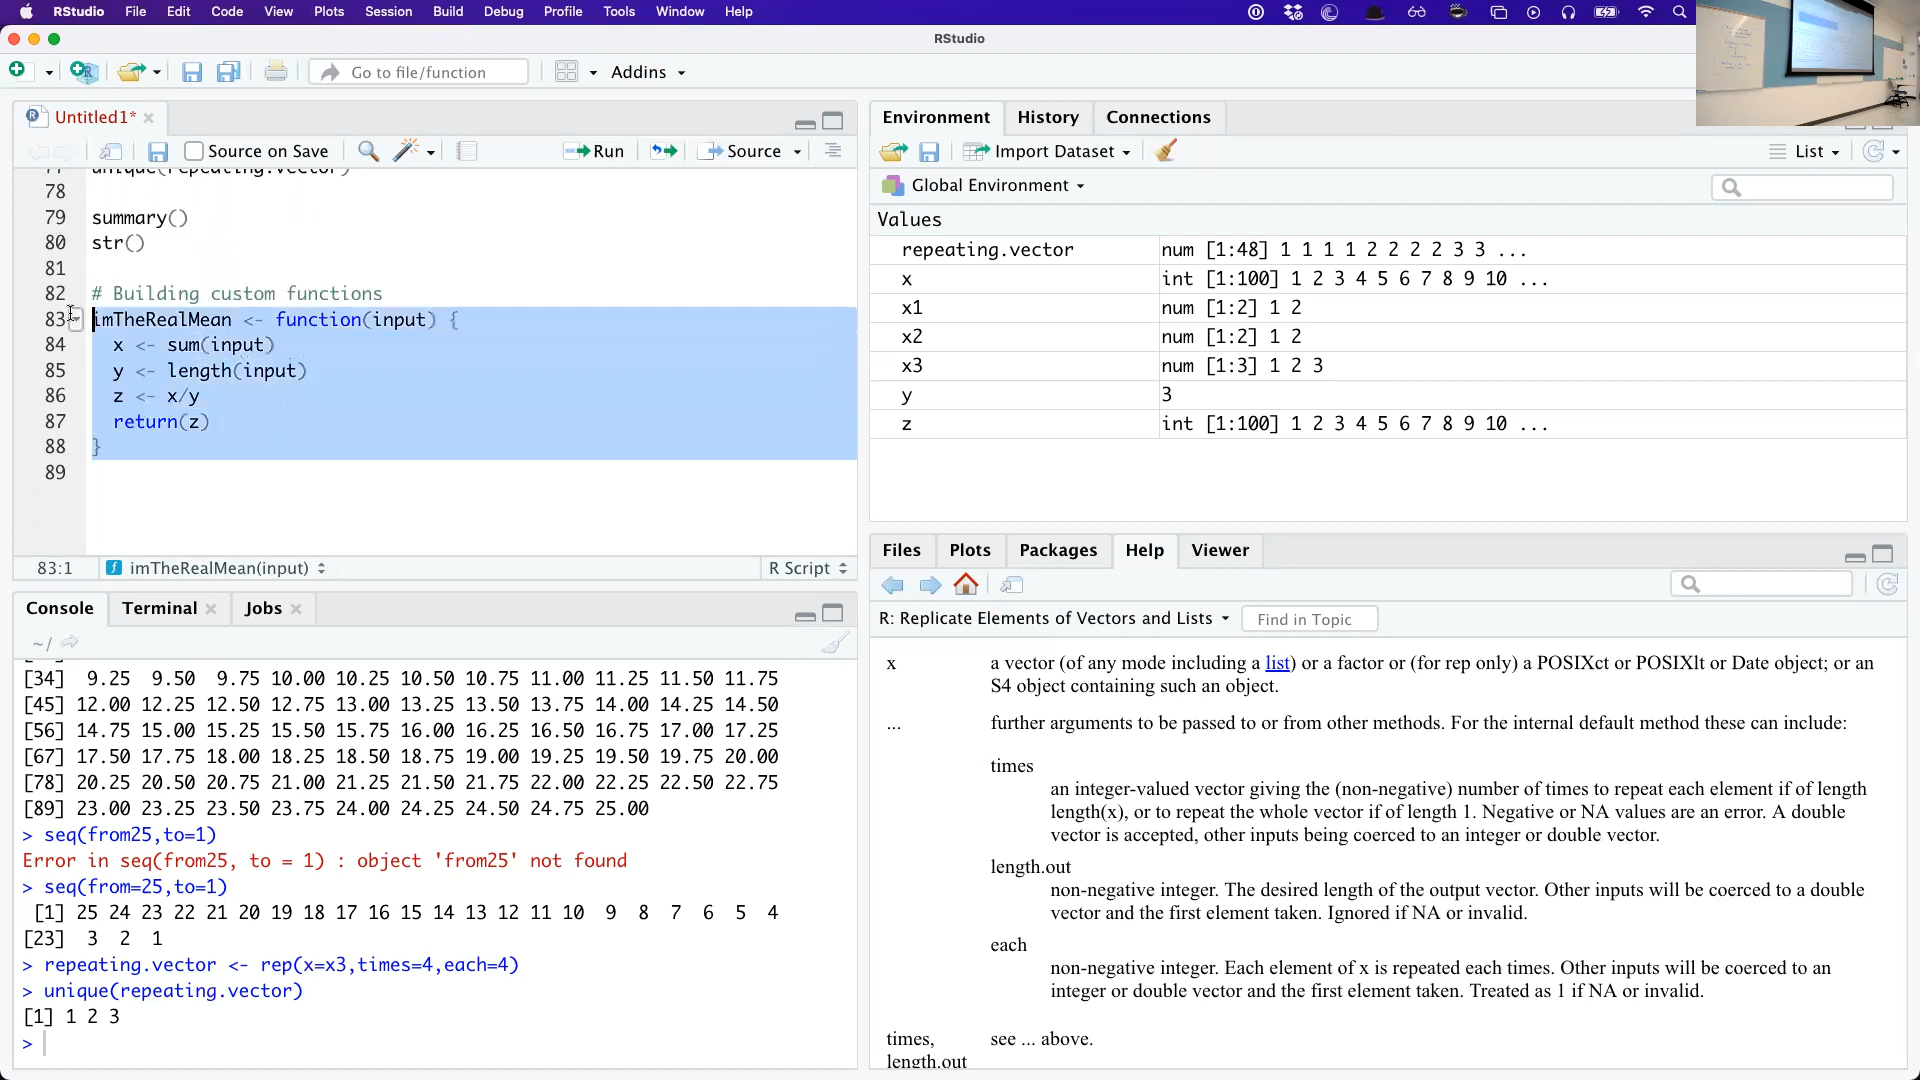 RStudio File Edit Code View Plots Session Build Debug Profile Tools Window Help
RStudio
Go to file/function Addins
Untitled1*
Source on Save Run Source
77 unique(repeating.vector)
78
79 summary()
80 str()
81
82 # Building custom functions
83 imTheRealMean <- function(input) {
84 x <- sum(input)
85 y <- length(input)
86 z <- x/y
87 return(z)
88 }
89
83:1 imTheRealMean(input) R Script
Console Terminal Jobs
~/
[34] 9.25 9.50 9.75 10.00 10.25 10.50 10.75 11.00 11.25 11.50 11.75
[45] 12.00 12.25 12.50 12.75 13.00 13.25 13.50 13.75 14.00 14.25 14.50
[56] 14.75 15.00 15.25 15.50 15.75 16.00 16.25 16.50 16.75 17.00 17.25
[67] 17.50 17.75 18.00 18.25 18.50 18.75 19.00 19.25 19.50 19.75 20.00
[78] 20.25 20.50 20.75 21.00 21.25 21.50 21.75 22.00 22.25 22.50 22.75
[89] 23.00 23.25 23.50 23.75 24.00 24.25 24.50 24.75 25.00
> seq(from25,to=1)
Error in seq(from25, to = 1) : object 'from25' not found
> seq(from=25,to=1)
[1] 25 24 23 22 21 20 19 18 17 16 15 14 13 12 11 10 9 8 7 6 5 4
[23] 3 2 1
> repeating.vector <- rep(x=x3,times=4,each=4)
> unique(repeating.vector)
[1] 1 2 3
>
Environment History Connections
Import Dataset List
Global Environment
Values
repeating.vector num [1:48] 1 1 1 1 2 2 2 2 3 3 ...
x int [1:100] 1 2 3 4 5 6 7 8 9 10 ...
x1 num [1:2] 1 2
x2 num [1:2] 1 2
x3 num [1:3] 1 2 3
y 3
z int [1:100] 1 2 3 4 5 6 7 8 9 10 ...
Files Plots Packages Help Viewer
R: Replicate Elements of Vectors and Lists Find in Topic
x a vector (of any mode including a list) or a factor or (for rep only) a POSIXct or POSIXlt or Date object; or an
S4 object containing such an object.
... further arguments to be passed to or from other methods. For the internal default method these can include:
times
an integer-valued vector giving the (non-negative) number of times to repeat each element if of length
length(x), or to repeat the whole vector if of length 1. Negative or NA values are an error. A double
vector is accepted, other inputs being coerced to an integer or double vector.
length.out
non-negative integer. The desired length of the output vector. Other inputs will be coerced to a double
vector and the first element taken. Ignored if NA or invalid.
each
non-negative integer. Each element of x is repeated each times. Other inputs will be coerced to an
integer or double vector and the first element taken. Treated as 1 if NA or invalid.
times, see ... above.
length.out